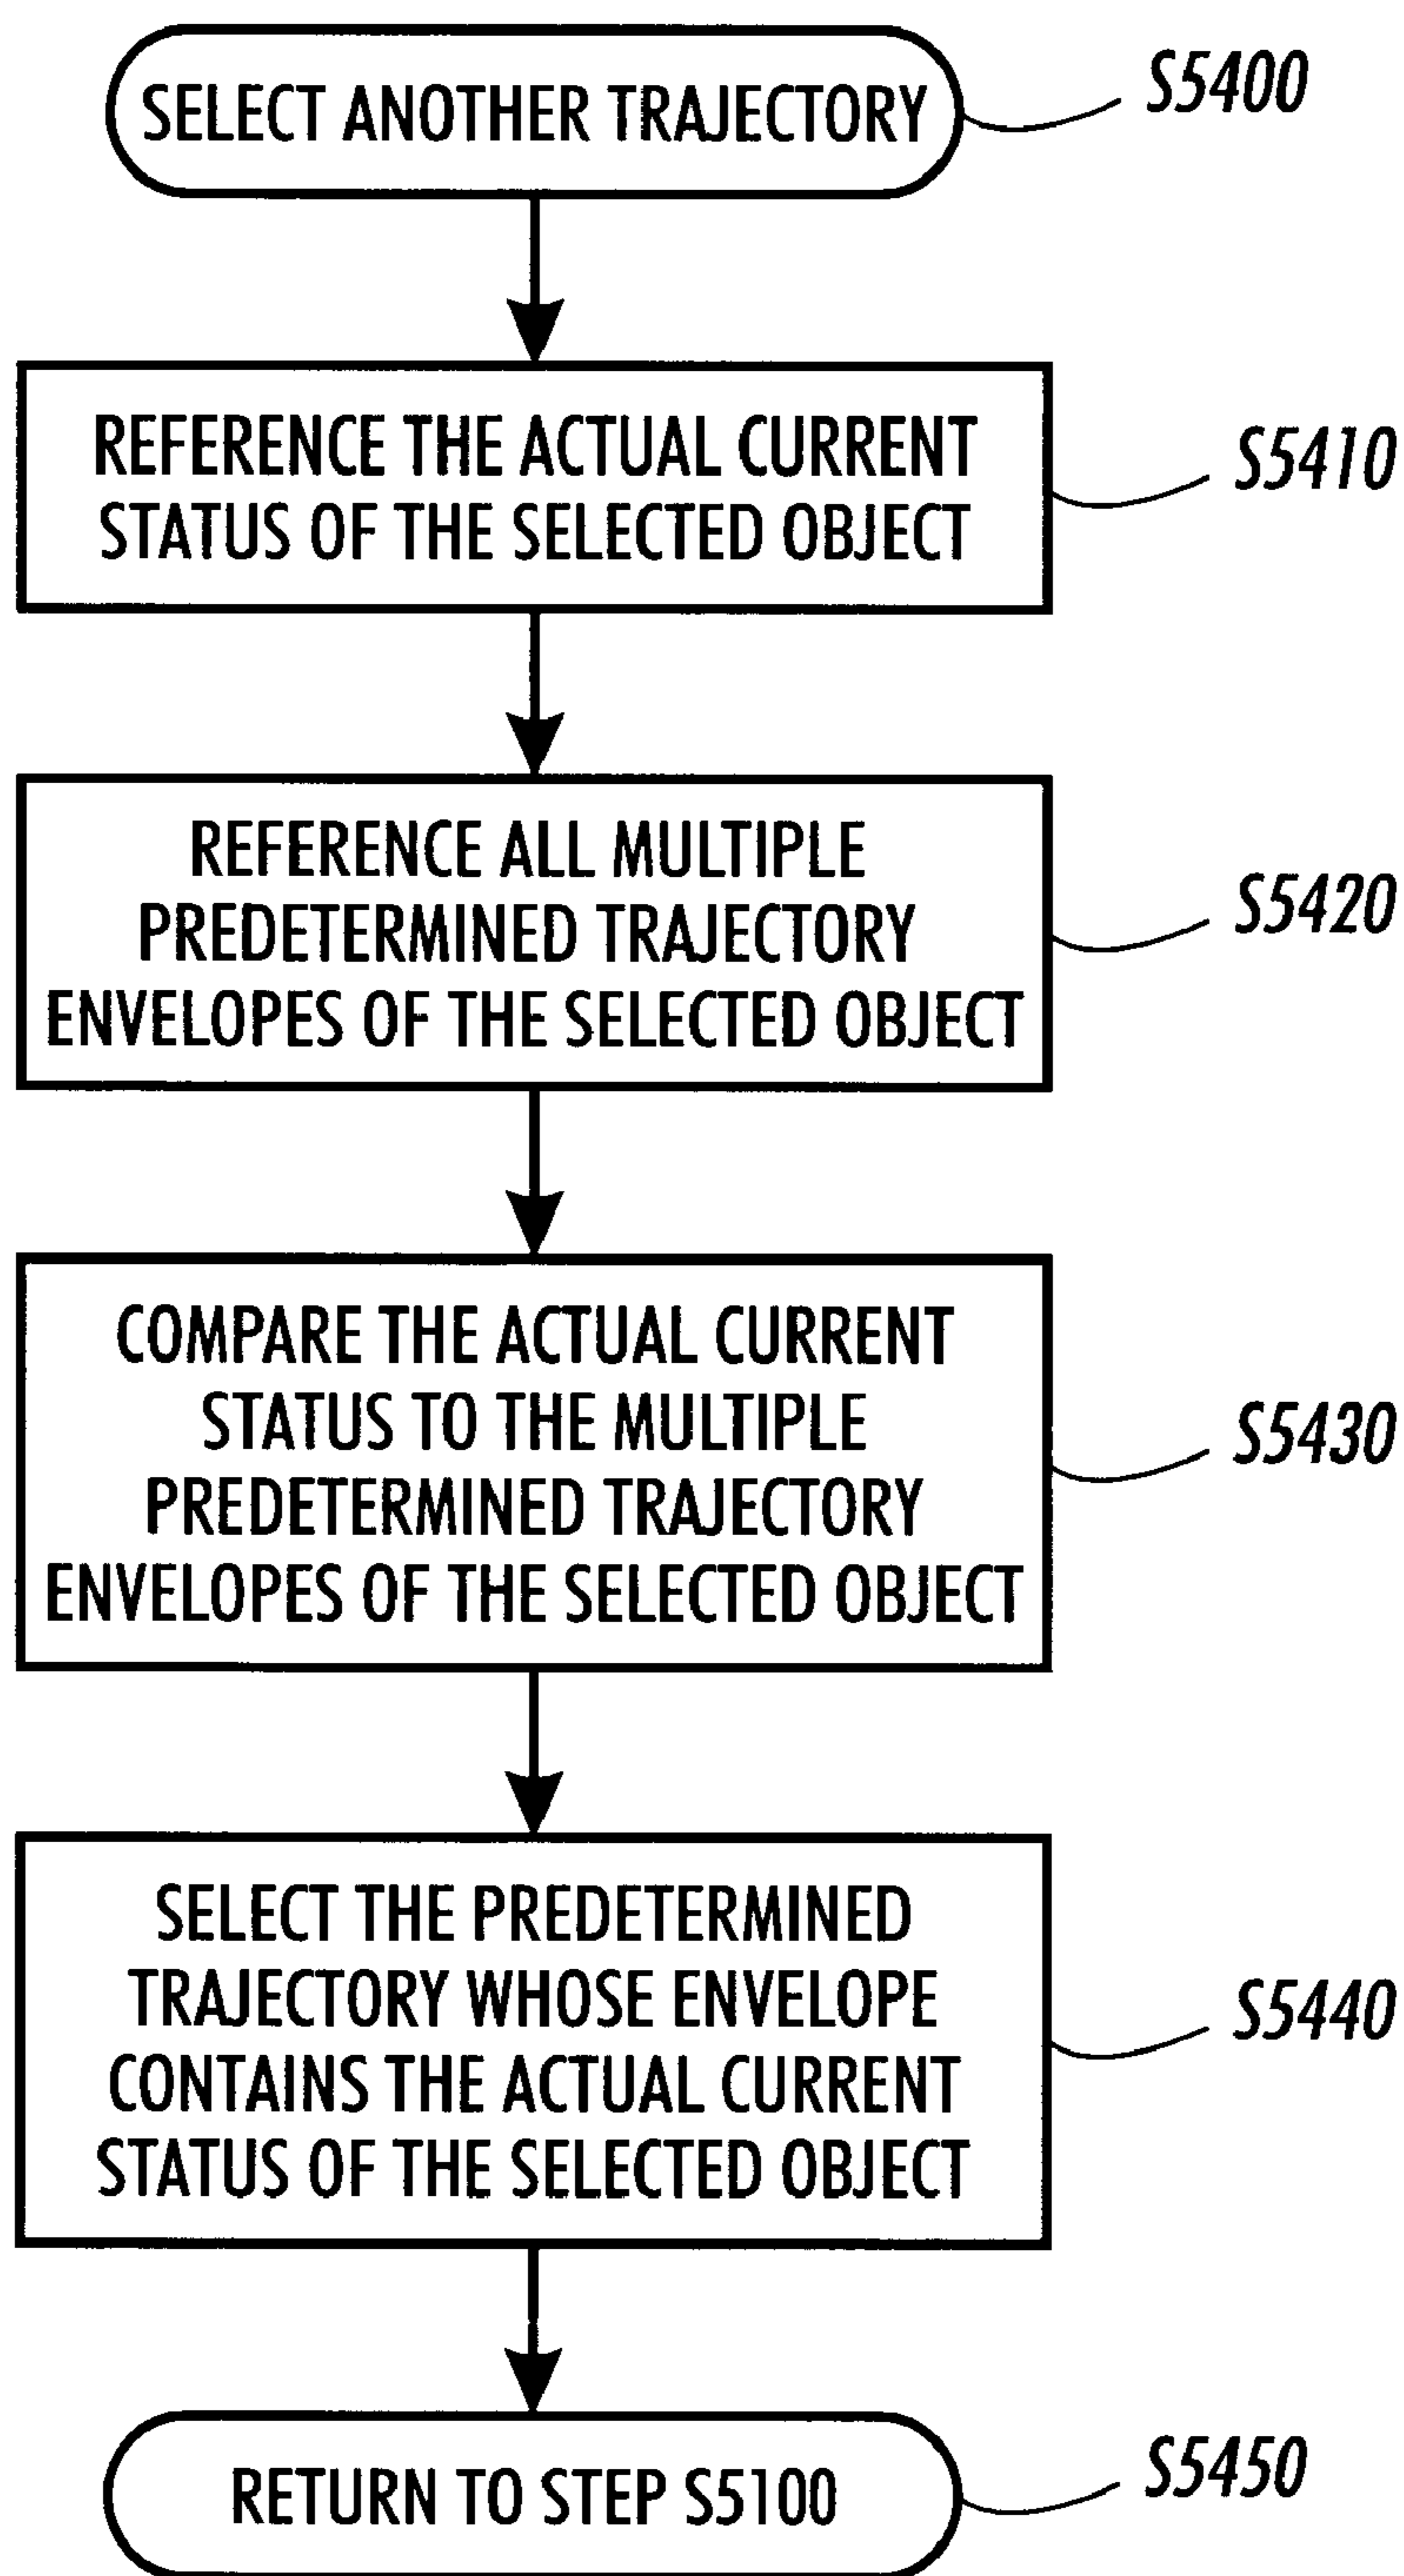 SELECT ANOTHER TRAJECTORY
S5400
REFERENCE THE ACTUAL CURRENT
STATUS OF THE SELECTED OBJECT
S5410
REFERENCE ALL MULTIPLE
PREDETERMINED TRAJECTORY
ENVELOPES OF THE SELECTED OBJECT
S5420
COMPARE THE ACTUAL CURRENT
STATUS TO THE MULTIPLE
PREDETERMINED TRAJECTORY
ENVELOPES OF THE SELECTED OBJECT
S5430
SELECT THE PREDETERMINED
TRAJECTORY WHOSE ENVELOPE
CONTAINS THE ACTUAL CURRENT
STATUS OF THE SELECTED OBJECT
S5440
RETURN TO STEP S5100
S5450